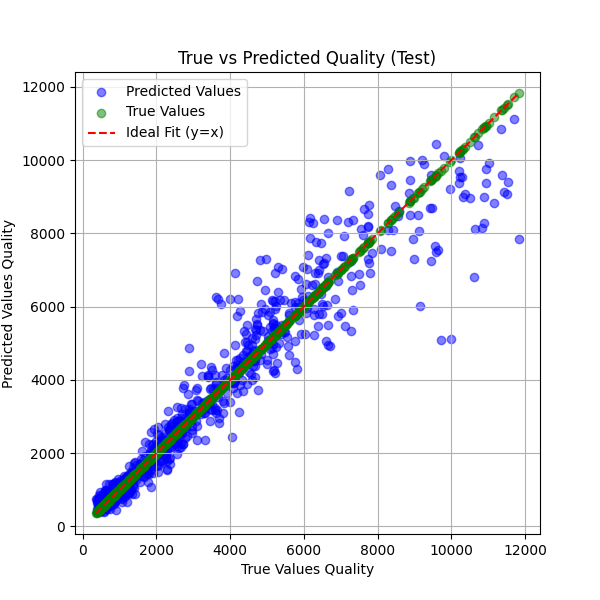 True vs Predicted Quality (Test)
Predicted Values
True Values
Ideal Fit (y=x)
Predicted Values Quality
12000
10000
8000
6000
4000
2000
0
0 2000 4000 6000 8000 10000 12000
True Values Quality